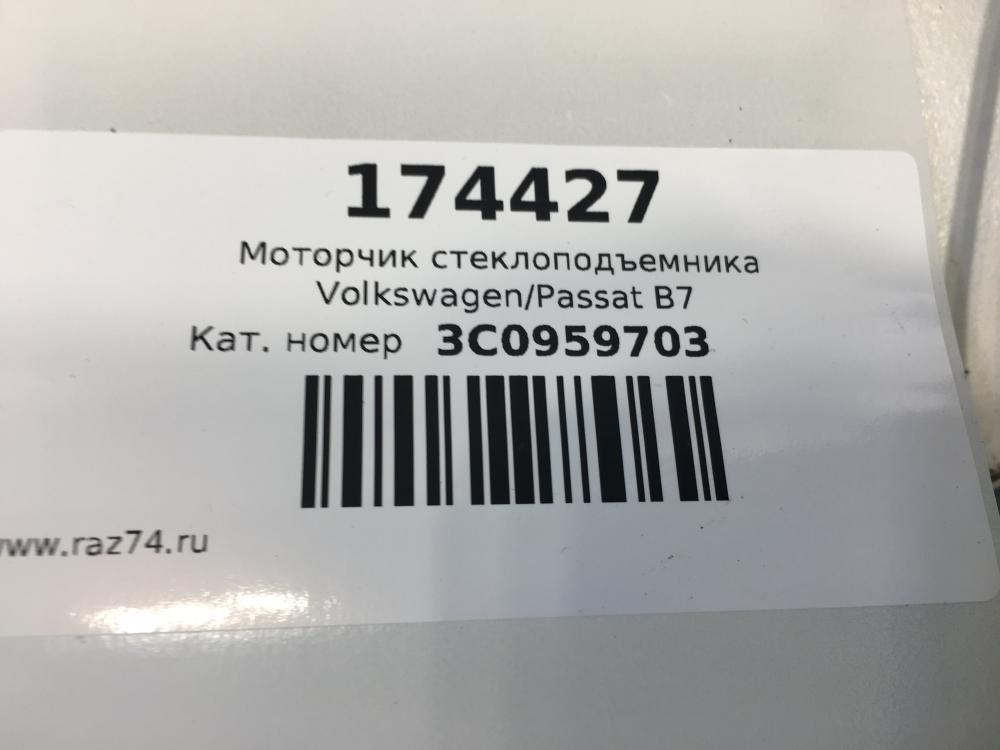 174427
Моторчик стеклоподъемника
Volkswagen/Passat B7
Кат. номер 3C0959703
www.raz74.ru